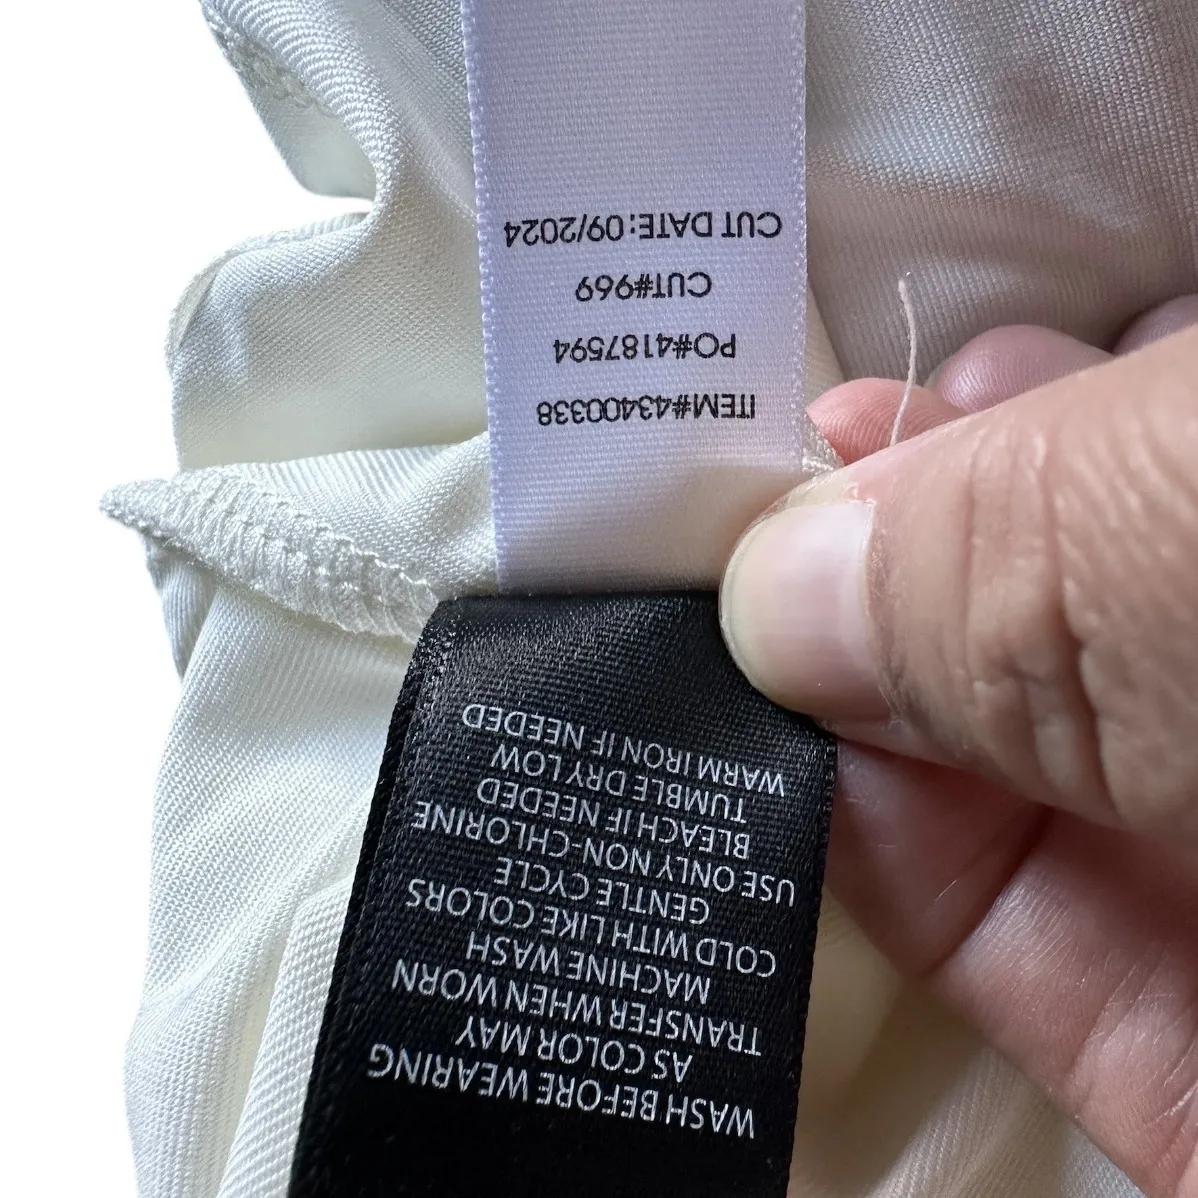 WASH BEFORE WEARING
AS COLOR MAY
TRANSFER WHEN WORN
MACHINE WASH
COLD WITH LIKE COLORS
GENTLE CYCLE
USE ONLY NON-CHLORINE
BLEACH IF NEEDED
TUMBLE DRY LOW
WARM IRON IF NEEDED
ITEM#43400338
PO#4187594
CUT#969
CUT DATE:09/2024